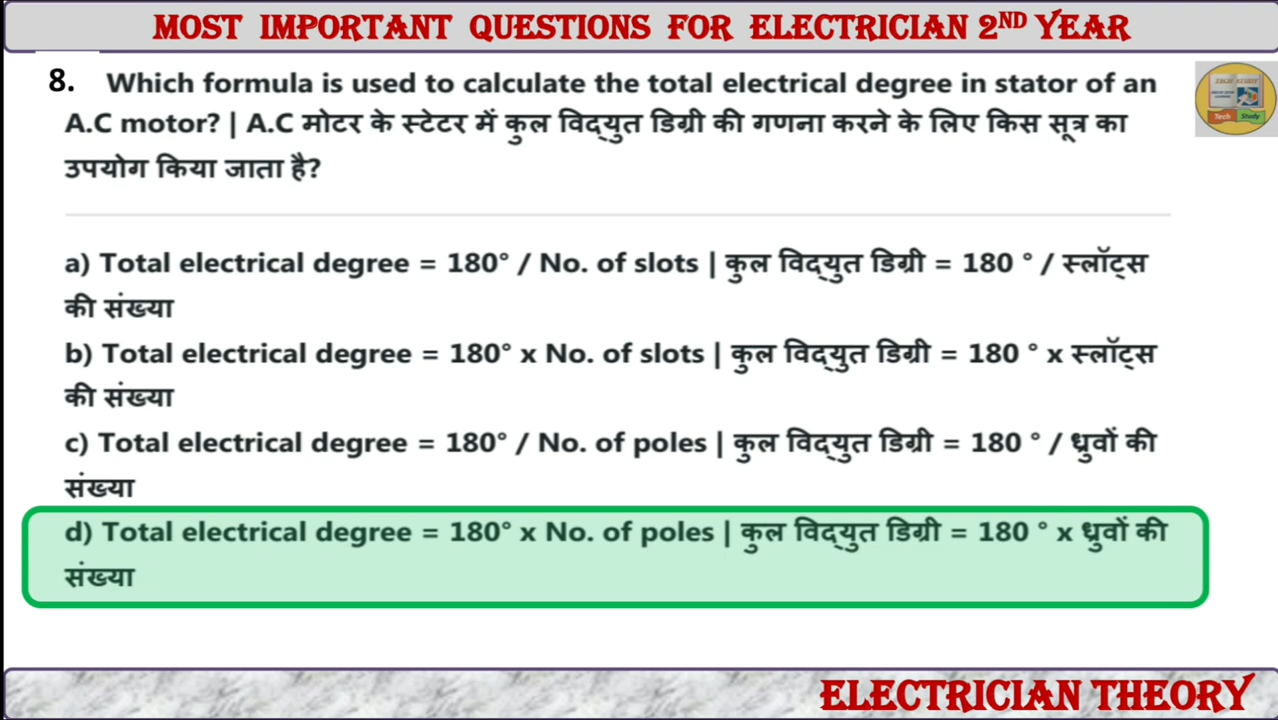 MOST IMPORTANT QUESTIONS FOR ELECTRICIAN 2ND YEAR
8. Which formula is used to calculate the total electrical degree in stator of an
A.C motor? | A.C मोटर के स्टेटर में कुल विद्युत डिग्री की गणना करने के लिए किस सूत्र का
उपयोग किया जाता है?
a) Total electrical degree = 180° / No. of slots | कुल विद्युत डिग्री = 180 ° / स्लॉट्स
की संख्या
b) Total electrical degree = 180° x No. of slots | कुल विद्युत डिग्री = 180 ° x स्लॉट्स
की संख्या
c) Total electrical degree = 180° / No. of poles | कुल विद्युत डिग्री = 180 ° / ध्रुवों की
संख्या
d) Total electrical degree = 180° x No. of poles | कुल विद्युत डिग्री = 180 ° x ध्रुवों की
संख्या
Tech Study
ELECTRICIAN THEORY